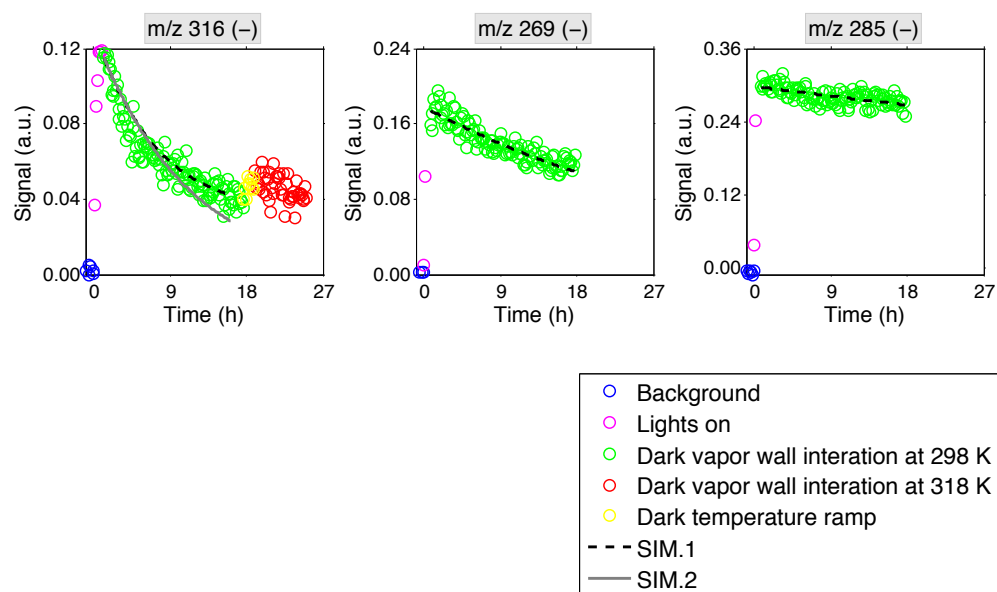 m/z 316 (−)
m/z 269 (−)
m/z 285 (−)
Signal (a.u.)
0.12
0.08
0.04
0.00
0
9
18
27
Time (h)
Signal (a.u.)
0.24
0.16
0.08
0.00
0
9
18
27
Time (h)
Signal (a.u.)
0.36
0.24
0.12
0.00
0
9
18
27
Time (h)
Background
Lights on
Dark vapor wall interation at 298 K
Dark vapor wall interation at 318 K
Dark temperature ramp
SIM.1
SIM.2